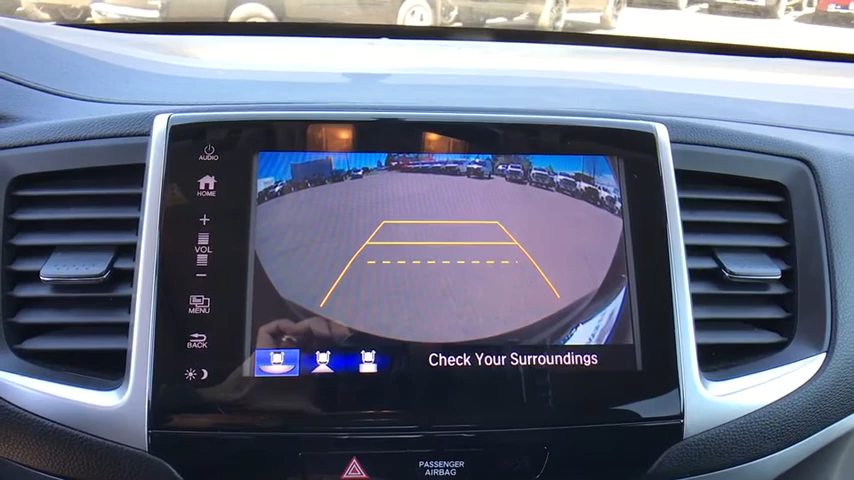 AUDIO
HOME
+
VOL
−
MENU
BACK
Check Your Surroundings
PASSENGER
AIRBAG